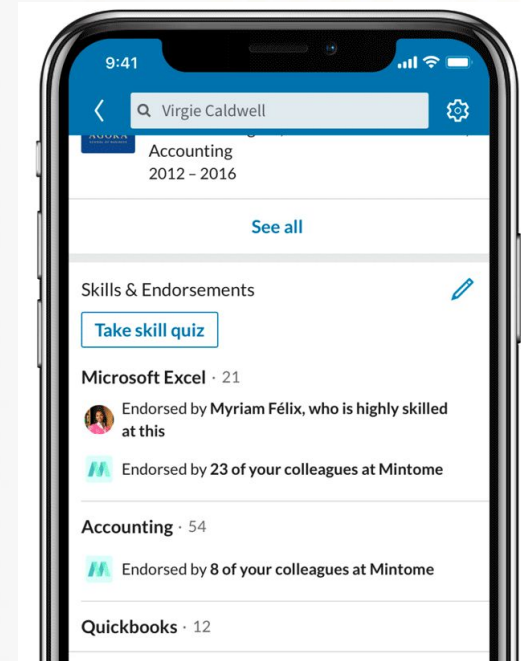 9:41
Virgie Caldwell
AGORA
Accounting
2012 – 2016
See all
Skills & Endorsements
Take skill quiz
Microsoft Excel · 21
Endorsed by Myriam Félix, who is highly skilled
at this
Endorsed by 23 of your colleagues at Mintome
Accounting · 54
Endorsed by 8 of your colleagues at Mintome
Quickbooks · 12